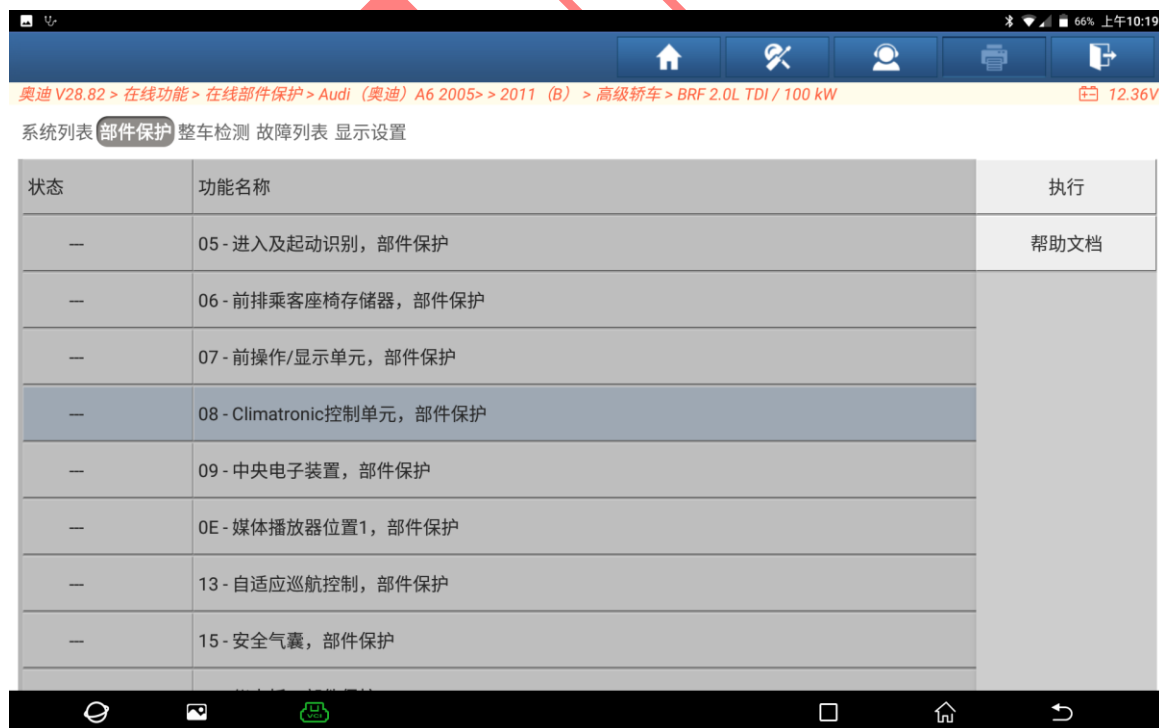 66% 上午10:19
奥迪 V28.82 > 在线功能 > 在线部件保护 > Audi（奥迪）A6 2005> > 2011（B）> 高级轿车 > BRF 2.0L TDI / 100 kW 12.36V
系统列表 部件保护 整车检测 故障列表 显示设置
状态 功能名称 执行
--- 05 - 进入及起动识别，部件保护 帮助文档
--- 06 - 前排乘客座椅存储器，部件保护
--- 07 - 前操作/显示单元，部件保护
--- 08 - Climatronic控制单元，部件保护
--- 09 - 中央电子装置，部件保护
--- 0E - 媒体播放器位置1，部件保护
--- 13 - 自适应巡航控制，部件保护
--- 15 - 安全气囊，部件保护
VCI